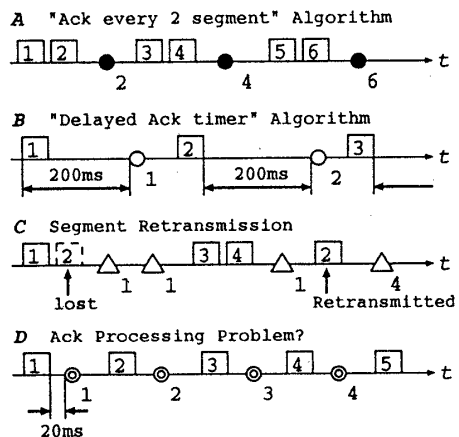 A "Ack every 2 segment" Algorithm
1 2 3 4 5 6 t
2 4 6
B "Delayed Ack timer" Algorithm
1 2 3 t
200ms 1 200ms 2
C Segment Retransmission
1 2 3 4 2 t
1 1 1 4
lost Retransmitted
D Ack Processing Problem?
1 2 3 4 5 t
1 2 3 4
20ms